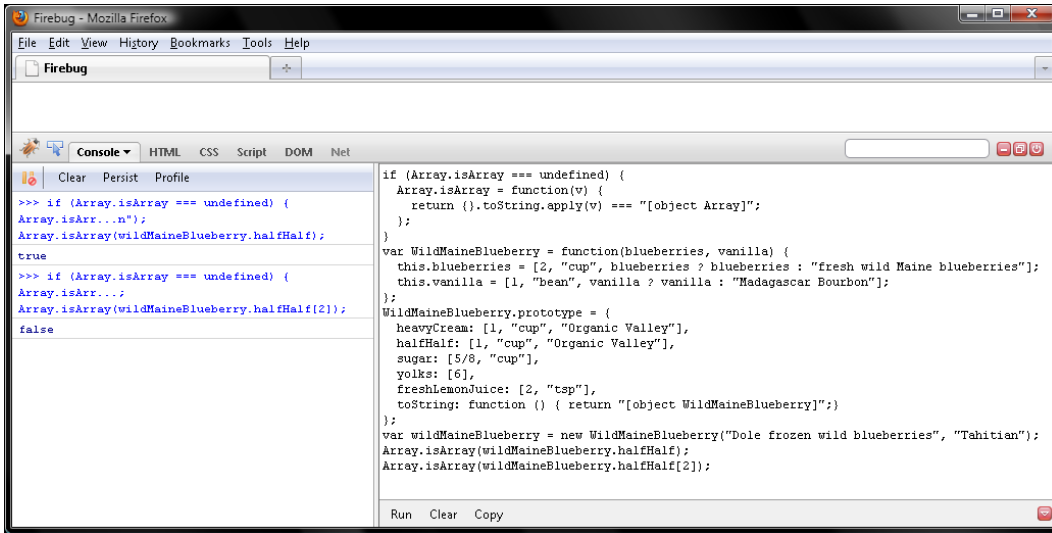 Firebug - Mozilla Firefox
File Edit View History Bookmarks Tools Help
Firebug
Console HTML CSS Script DOM Net
Clear Persist Profile
>>> if (Array.isArray === undefined) {
Array.isArr...n");
Array.isArray(wildMaineBlueberry.halfHalf);
true
>>> if (Array.isArray === undefined) {
Array.isArr...;
Array.isArray(wildMaineBlueberry.halfHalf[2]);
false
if (Array.isArray === undefined) {
  Array.isArray = function(v) {
    return {}.toString.apply(v) === "[object Array]";
  };
}
var WildMaineBlueberry = function(blueberries, vanilla) {
  this.blueberries = [2, "cup", blueberries ? blueberries : "fresh wild Maine blueberries"];
  this.vanilla = [1, "bean", vanilla ? vanilla : "Madagascar Bourbon"];
};
WildMaineBlueberry.prototype = {
  heavyCream: [1, "cup", "Organic Valley"],
  halfHalf: [1, "cup", "Organic Valley"],
  sugar: [5/8, "cup"],
  yolks: [6],
  freshLemonJuice: [2, "tsp"],
  toString: function () { return "[object WildMaineBlueberry]";}
};
var wildMaineBlueberry = new WildMaineBlueberry("Dole frozen wild blueberries", "Tahitian");
Array.isArray(wildMaineBlueberry.halfHalf);
Array.isArray(wildMaineBlueberry.halfHalf[2]);
Run Clear Copy